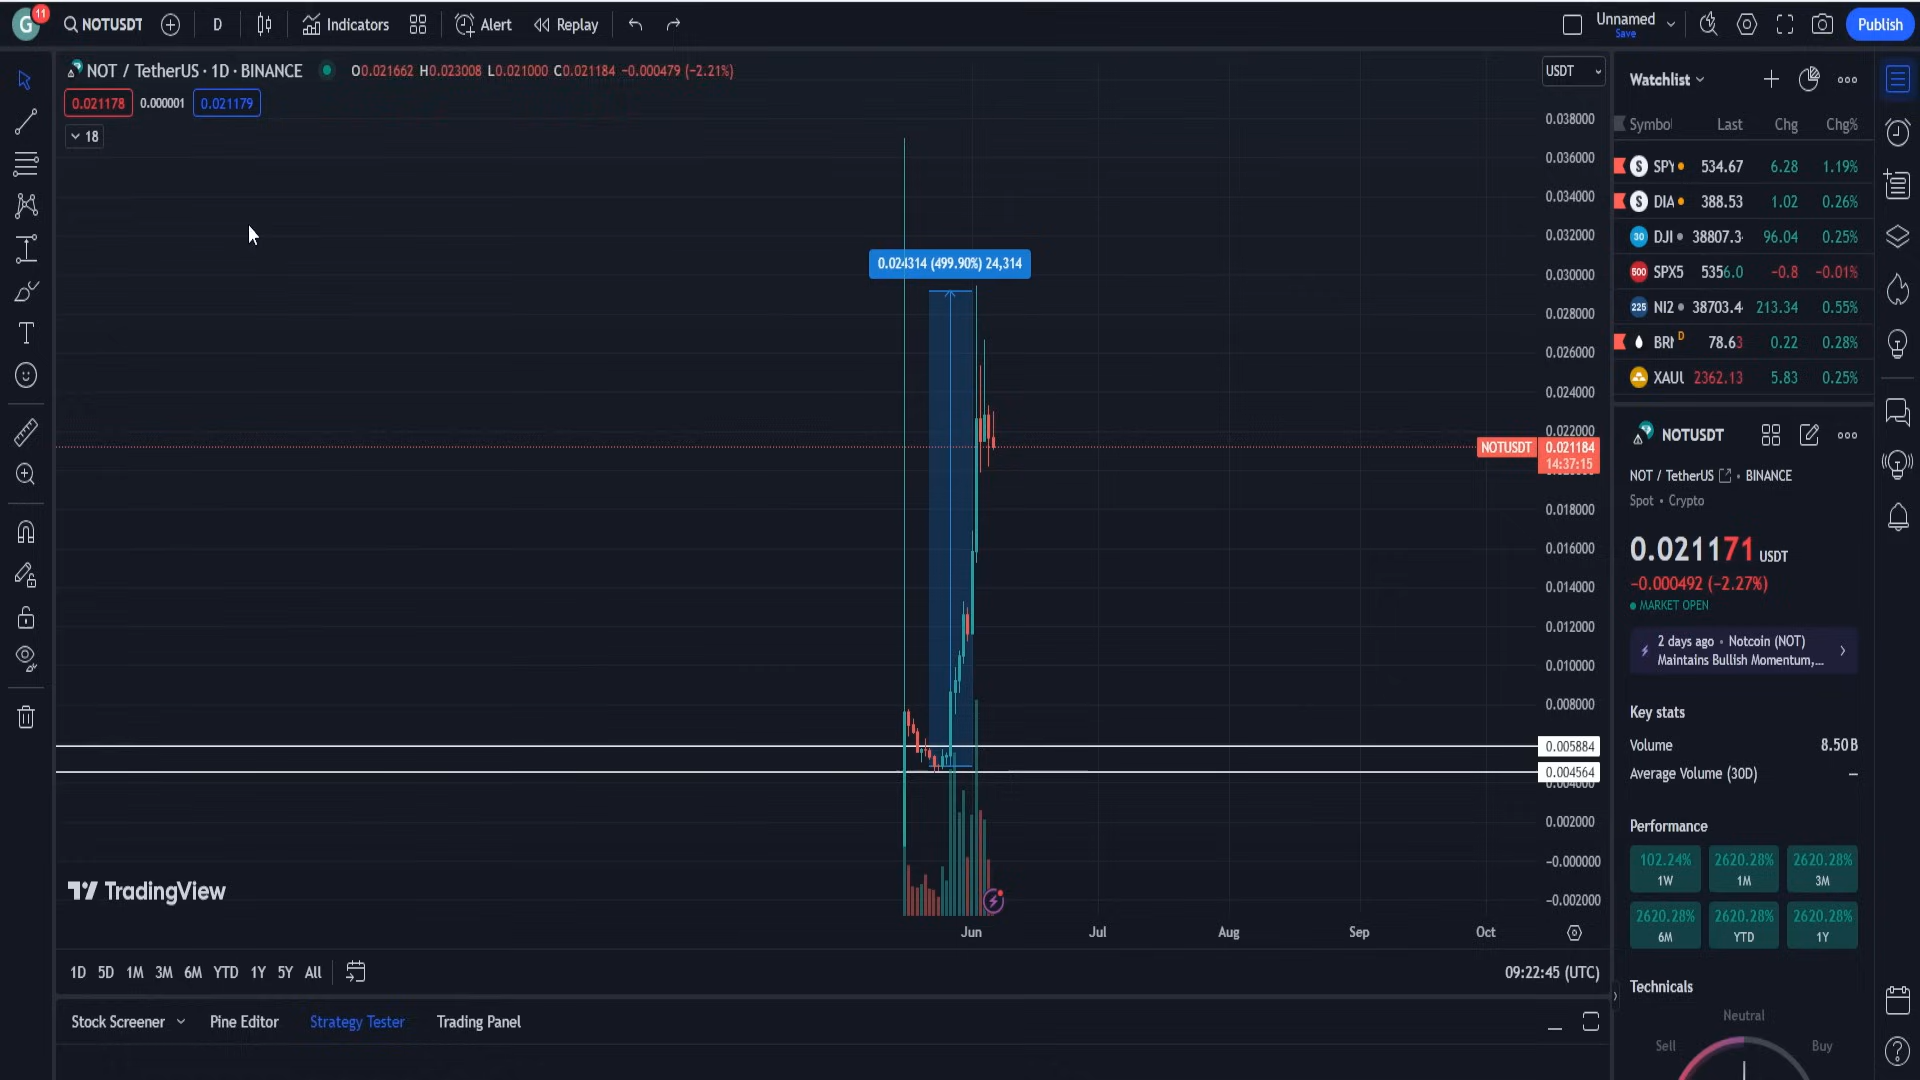 G
11
NOTUSDT
D
Indicators
Alert
Replay
Unnamed
Save
Publish
NOT / TetherUS · 1D · BINANCE
O0.021662 H0.023008 L0.021000 C0.021184 −0.000479 (−2.21%)
0.021178
0.000001
0.021179
18
USDT
0.038000
0.036000
0.034000
0.032000
0.030000
0.028000
0.026000
0.024000
0.022000
NOTUSDT
0.021184
14:37:15
0.018000
0.016000
0.014000
0.012000
0.010000
0.008000
0.005884
0.004564
0.004000
0.002000
−0.000000
−0.002000
0.024314 (499.90%) 24,314
TradingView
Jun
Jul
Aug
Sep
Oct
1D 5D 1M 3M 6M YTD 1Y 5Y All
09:22:45 (UTC)
Stock Screener
Pine Editor
Strategy Tester
Trading Panel
Watchlist
Symbol Last Chg Chg%
S SPY 534.67 6.28 1.19%
S DIA 388.53 1.02 0.26%
30 DJI 38807.3 96.04 0.25%
500 SPX5 5356.0 −0.8 −0.01%
225 NI2 38703.4 213.34 0.55%
BRN D 78.63 0.22 0.28%
XAUU 2362.13 5.83 0.25%
NOTUSDT
NOT / TetherUS · BINANCE
Spot • Crypto
0.021171 USDT
−0.000492 (−2.27%)
MARKET OPEN
2 days ago • Notcoin (NOT)
Maintains Bullish Momentum,...
Key stats
Volume 8.50B
Average Volume (30D) —
Performance
102.24%
1W
2620.28%
1M
2620.28%
3M
2620.28%
6M
2620.28%
YTD
2620.28%
1Y
Technicals
Neutral
Sell
Buy